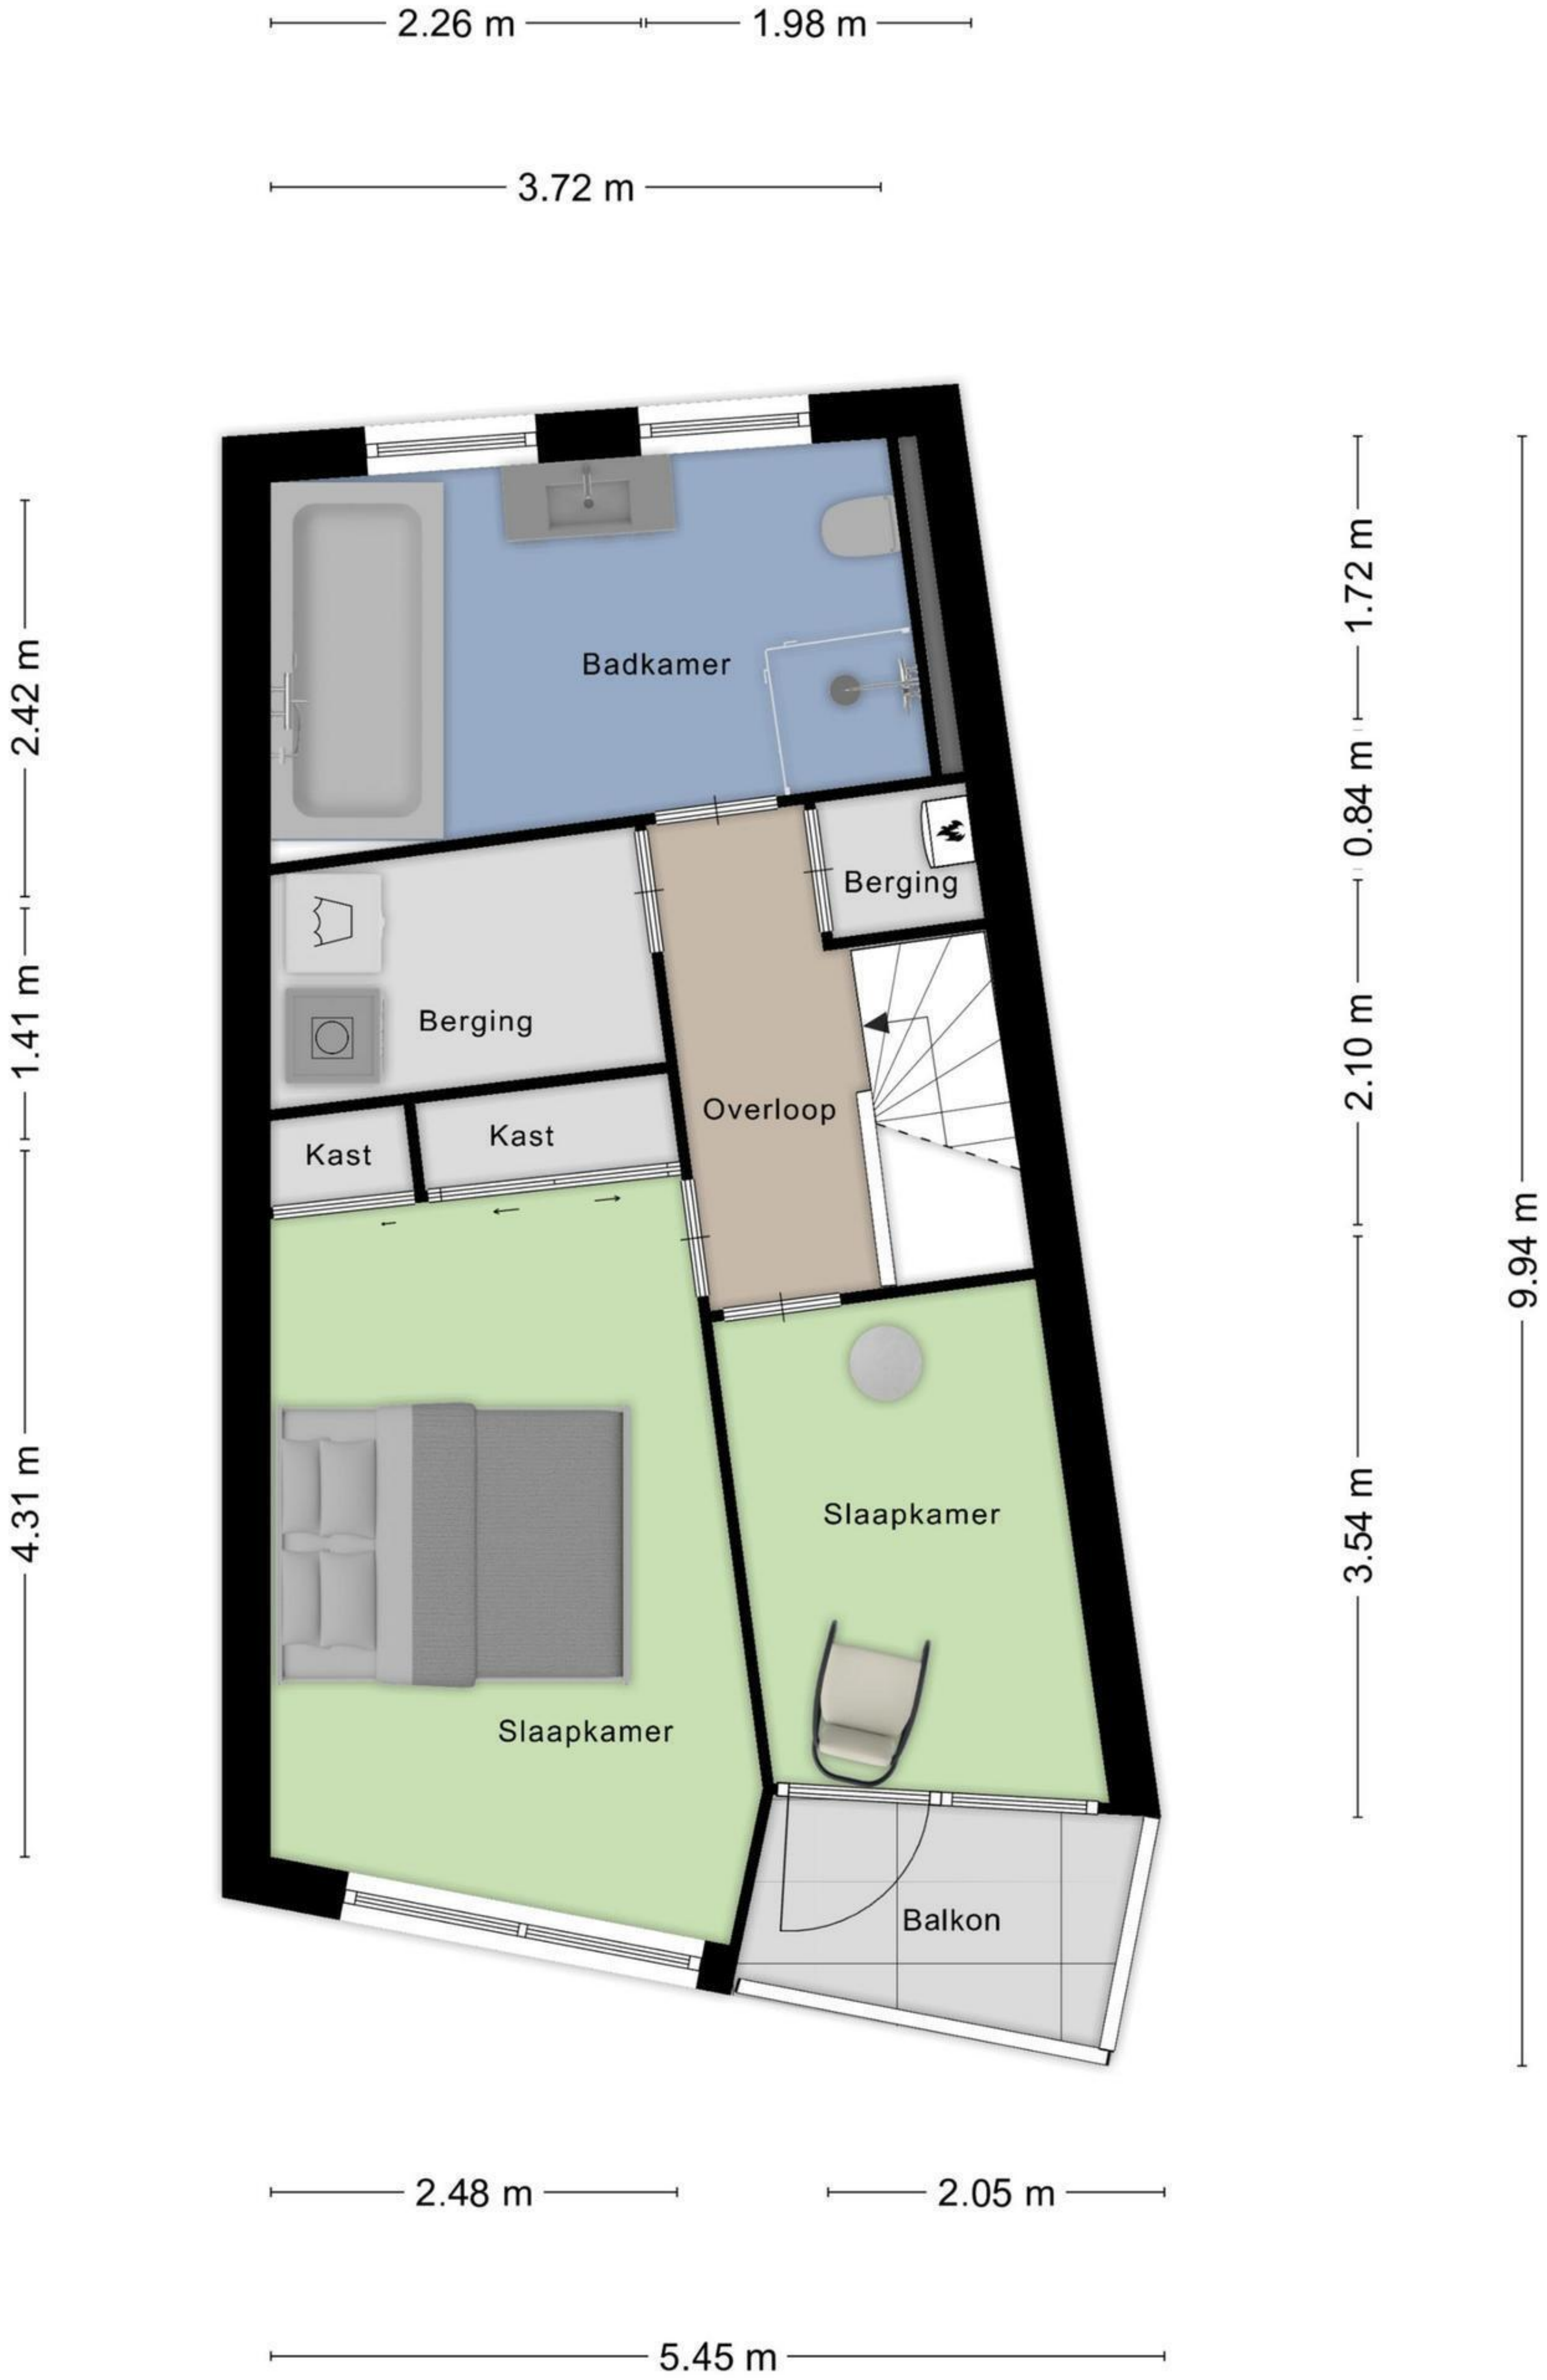 2.26 m
1.98 m
3.72 m
2.42 m
1.41 m
4.31 m
1.72 m
0.84 m
2.10 m
3.54 m
9.94 m
Badkamer
Berging
Berging
Overloop
Kast
Kast
Slaapkamer
Slaapkamer
Balkon
2.48 m
2.05 m
5.45 m